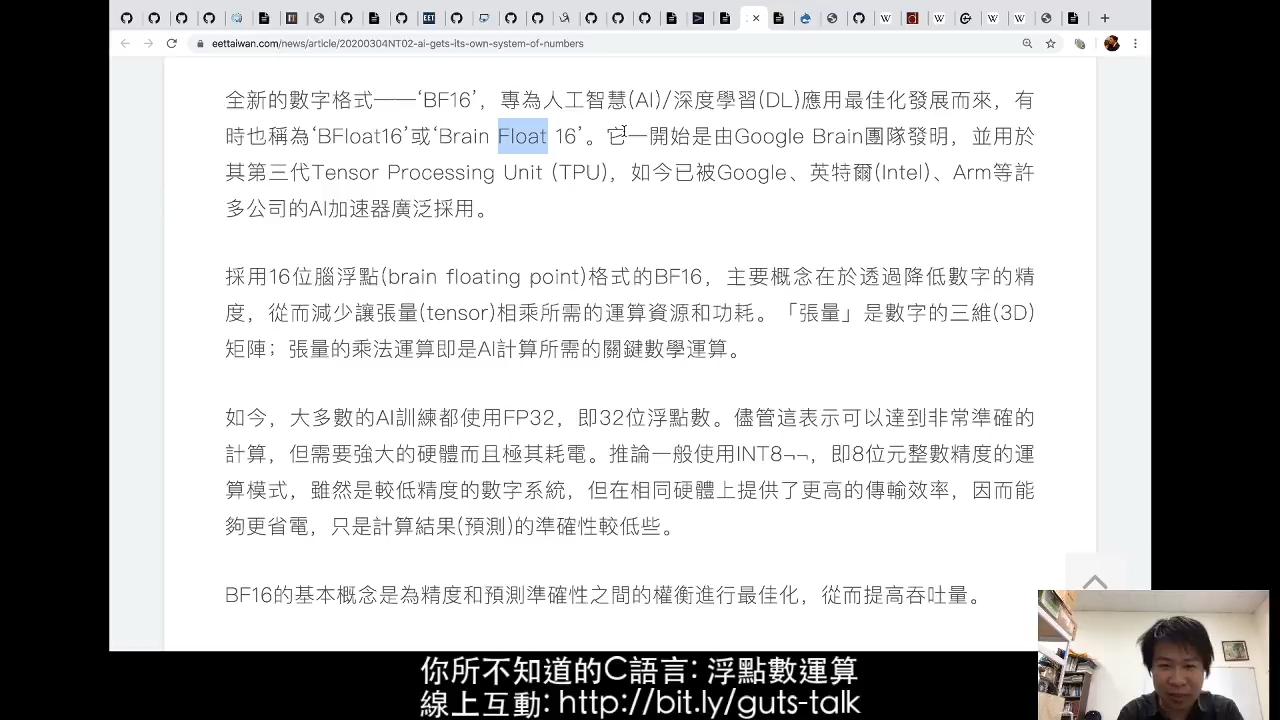 eettaiwan.com/news/article/20200304NT02-ai-gets-its-own-system-of-numbers
全新的數字格式——‘BF16’，專為人工智慧(AI)/深度學習(DL)應用最佳化發展而來，有
時也稱為‘BFloat16’或‘Brain Float 16’。它一開始是由Google Brain團隊發明，並用於
其第三代Tensor Processing Unit (TPU)，如今已被Google、英特爾(Intel)、Arm等許
多公司的AI加速器廣泛採用。
採用16位腦浮點(brain floating point)格式的BF16，主要概念在於透過降低數字的精
度，從而減少讓張量(tensor)相乘所需的運算資源和功耗。「張量」是數字的三維(3D)
矩陣；張量的乘法運算即是AI計算所需的關鍵數學運算。
如今，大多數的AI訓練都使用FP32，即32位浮點數。儘管這表示可以達到非常準確的
計算，但需要強大的硬體而且極其耗電。推論一般使用INT8¬¬，即8位元整數精度的運
算模式，雖然是較低精度的數字系統，但在相同硬體上提供了更高的傳輸效率，因而能
夠更省電，只是計算結果(預測)的準確性較低些。
BF16的基本概念是為精度和預測準確性之間的權衡進行最佳化，從而提高吞吐量。
你所不知道的C語言: 浮點數運算
線上互動: http://bit.ly/guts-talk